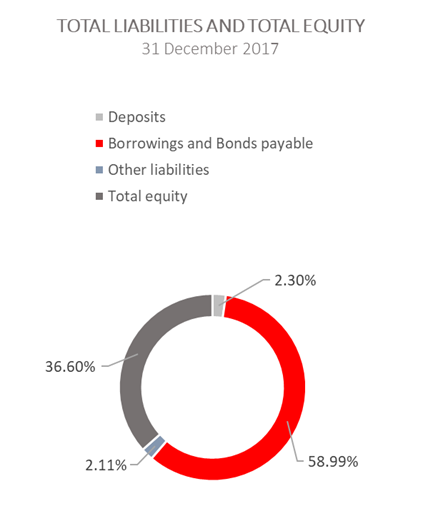 TOTAL LIABILITIES AND TOTAL EQUITY
31 December 2017
Deposits
Borrowings and Bonds payable
Other liabilities
Total equity
2.30%
36.60%
2.11%
58.99%